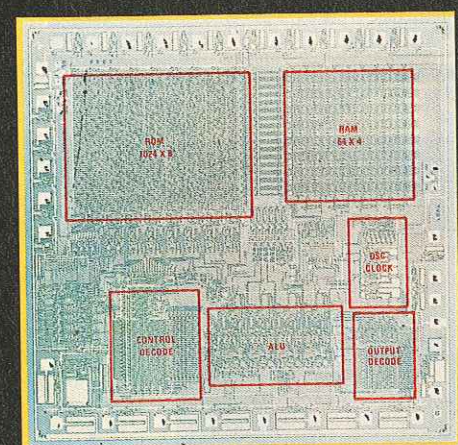 ROM
1024 X 8
RAM
64 X 4
OSC
CLOCK
CONTROL
DECODE
ALU
OUTPUT
DECODE